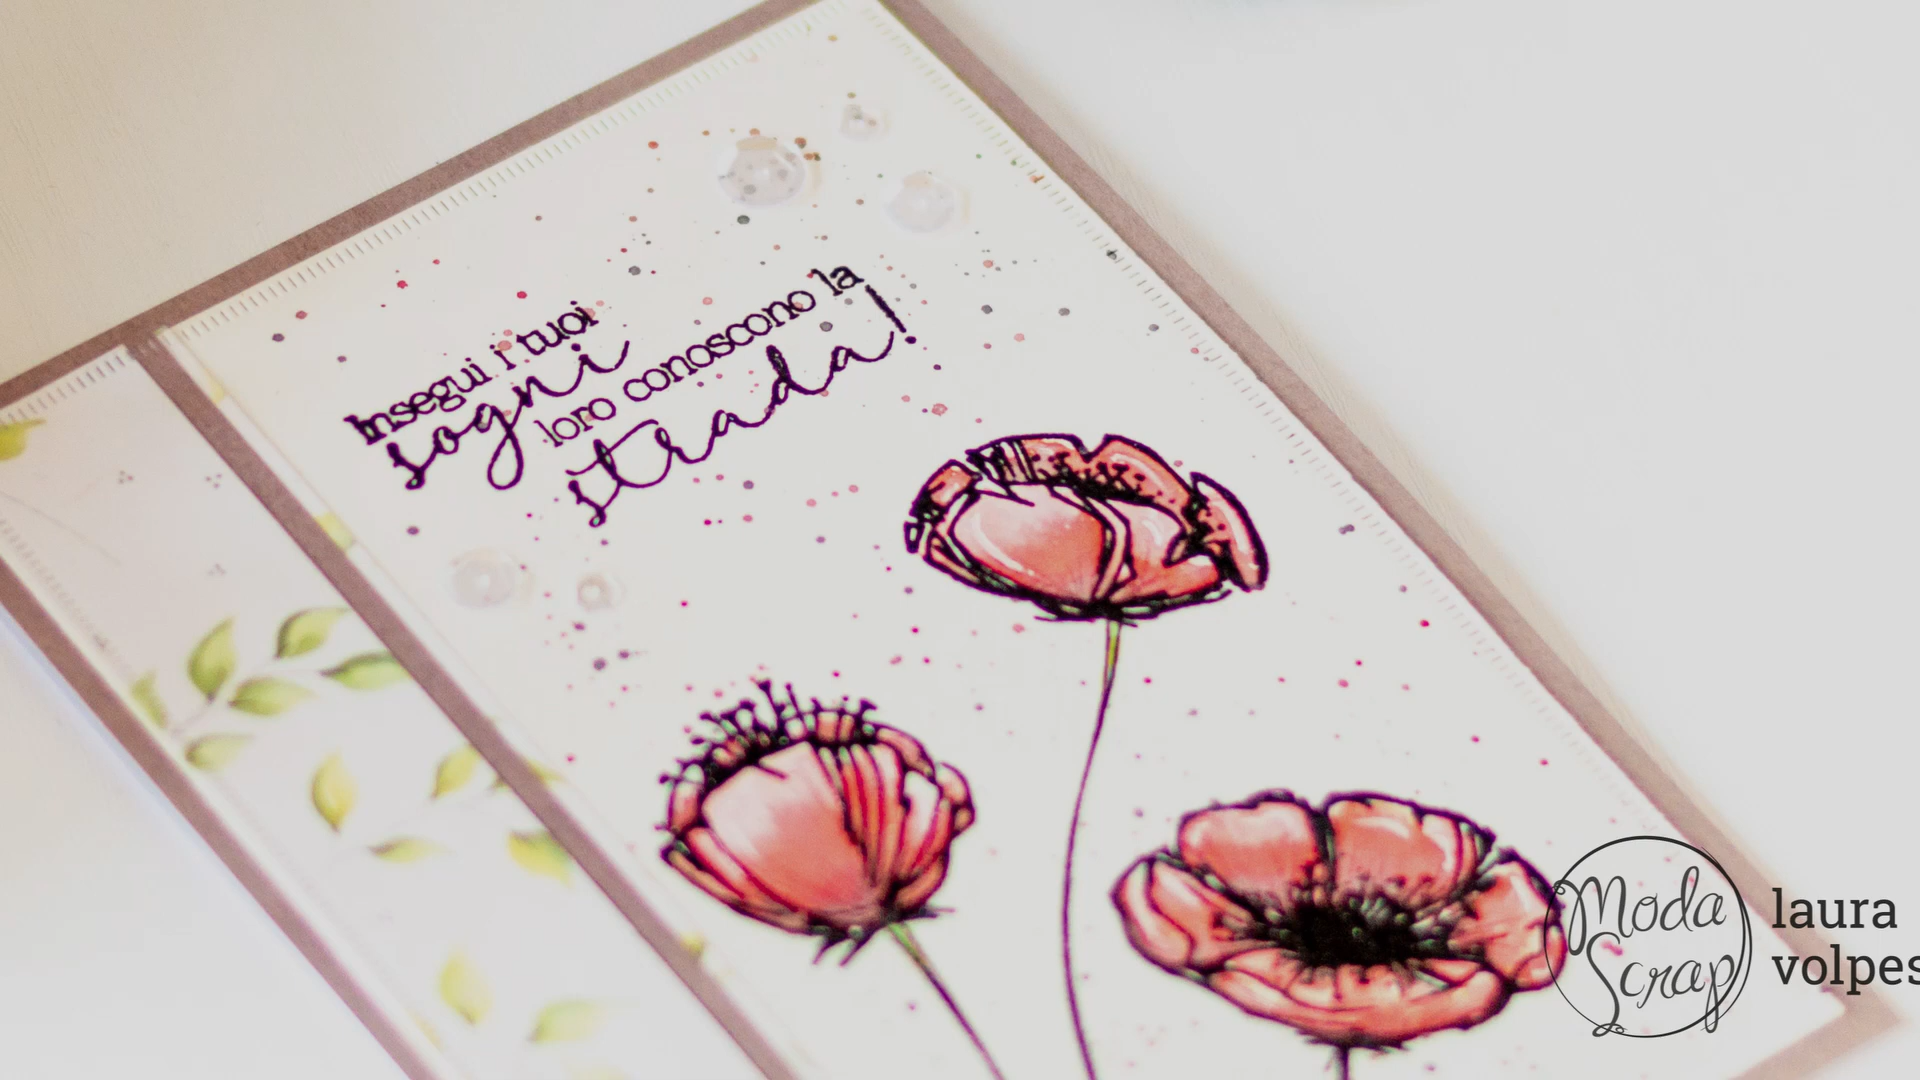 Insegui i tuoi
sogni
loro conoscono la
strada!
Moda
Scrap
laura
volpes